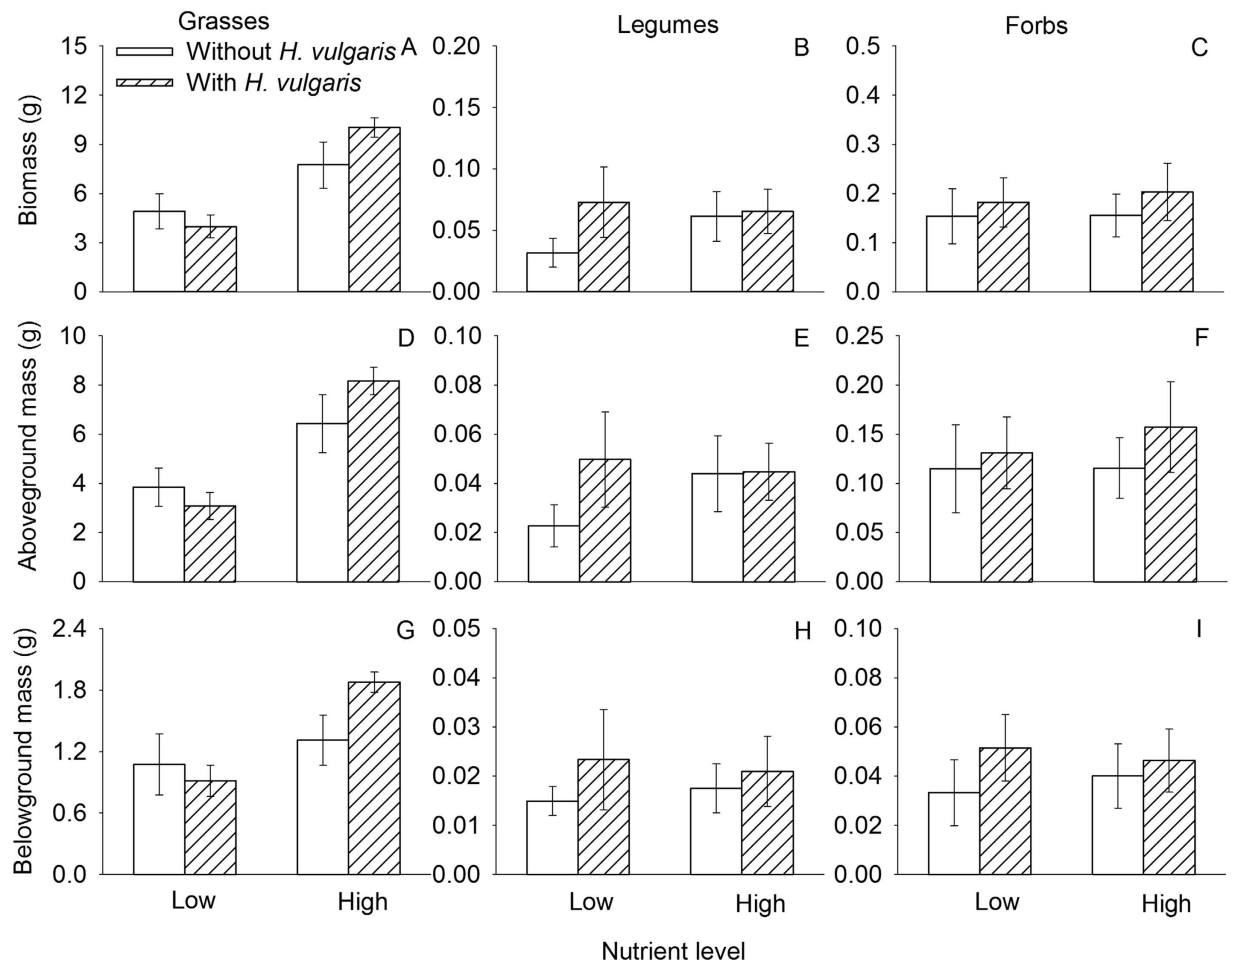 Grasses
Legumes
Forbs
Without H. vulgaris
With H. vulgaris
A
B
C
Biomass (g)
15
12
9
6
3
0
0.20
0.15
0.10
0.05
0.00
0.5
0.4
0.3
0.2
0.1
0.0
D
E
F
Aboveground mass (g)
10
8
6
4
2
0
0.10
0.08
0.06
0.04
0.02
0.00
0.25
0.20
0.15
0.10
0.05
0.00
G
H
I
Belowground mass (g)
2.4
1.8
1.2
0.6
0.0
0.05
0.04
0.03
0.02
0.01
0.00
0.10
0.08
0.06
0.04
0.02
0.00
Low
High
Low
High
Low
High
Nutrient level